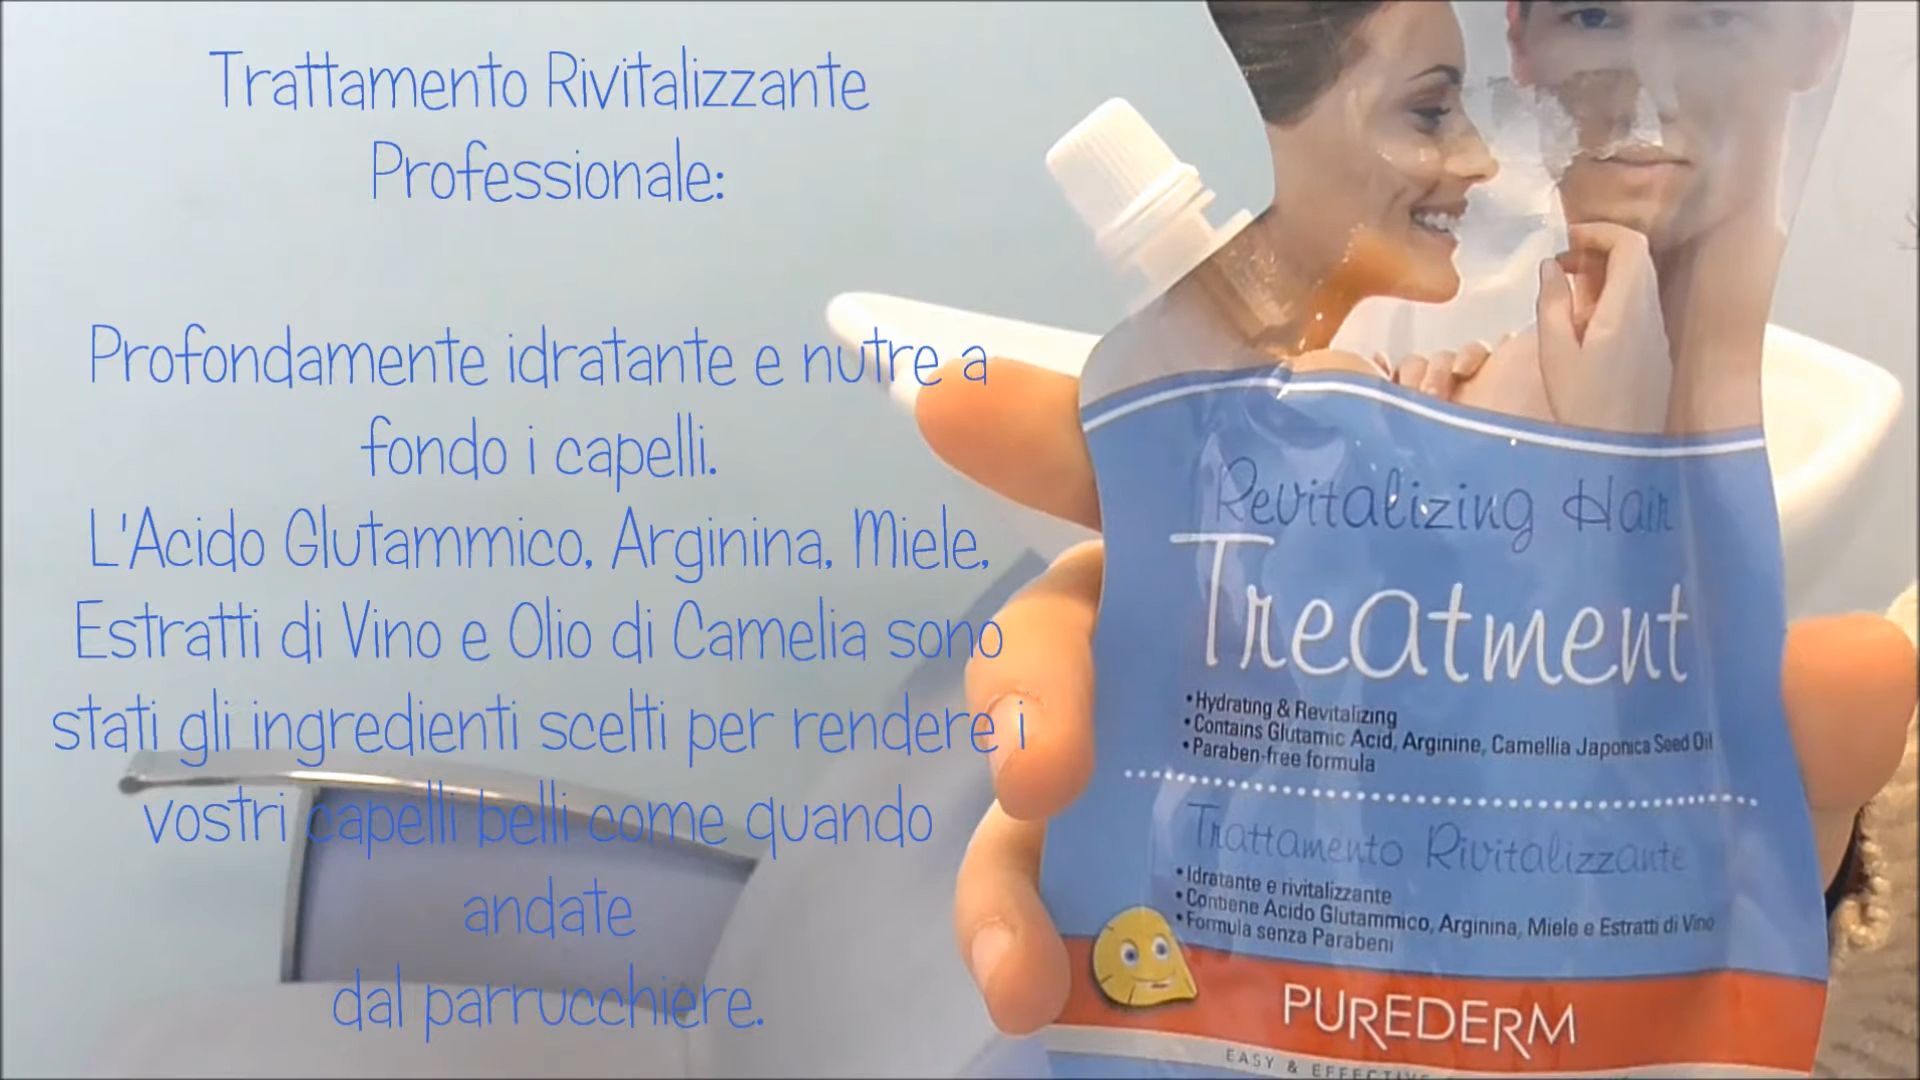 Trattamento Rivitalizzante
Professionale:
Profondamente idratante e nutre a
fondo i capelli.
L'Acido Glutammico, Arginina, Miele,
Estratti di Vino e Olio di Camelia sono
stati gli ingredienti scelti per rendere i
vostri capelli belli come quando
andate
dal parrucchiere.
Revitalizing Hair
Treatment
• Hydrating & Revitalizing
• Contains Glutamic Acid, Arginine, Camellia Japonica Seed Oil
• Paraben-free formula
Trattamento Rivitalizzante
• Idratante e rivitalizzante
• Contiene Acido Glutammico, Arginina, Miele e Estratti di Vino
• Formula senza Parabeni
PUREDERM
EASY & EFFECTIVE